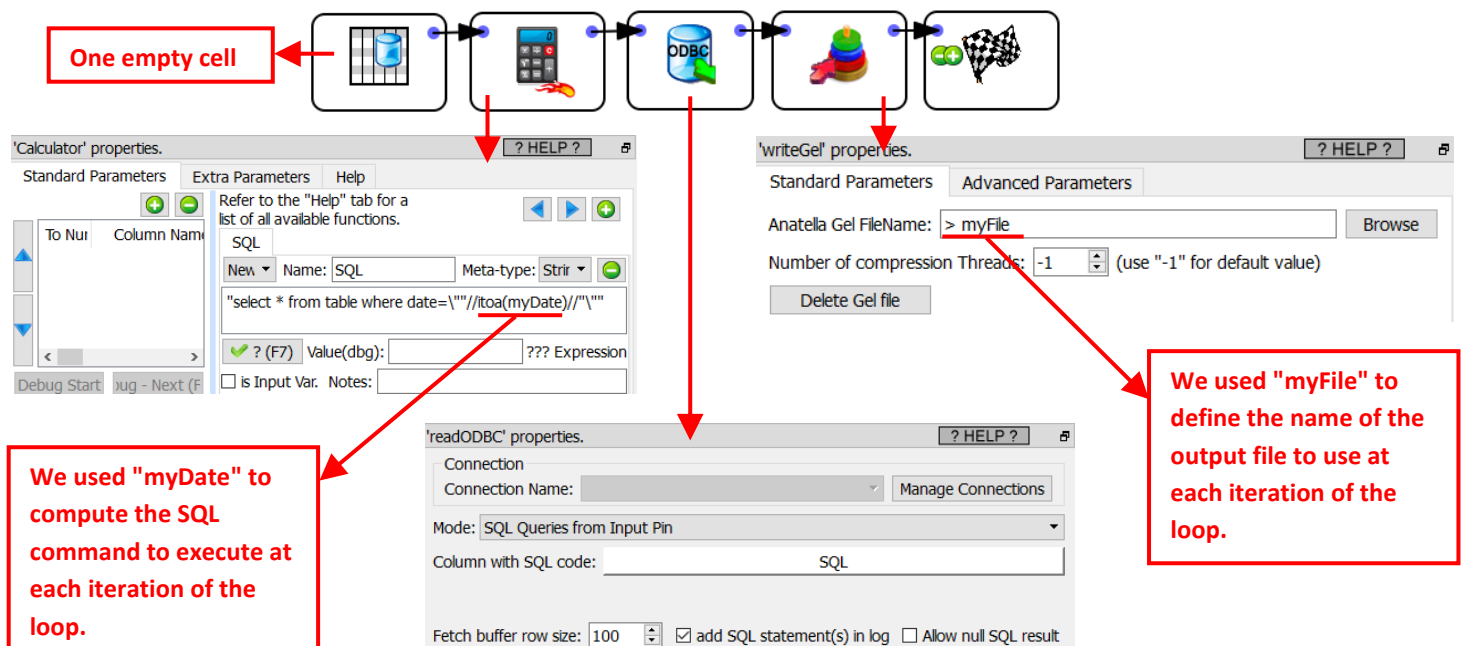 One empty cell
ODBC
'Calculator' properties.
? HELP ?
Standard Parameters
Extra Parameters
Help
Refer to the "Help" tab for a
list of all available functions.
To Nur
Column Name
SQL
New
Name: SQL
Meta-type: Strir
"select * from table where date=\""//itoa(myDate)//"\""
? (F7)
Value(dbg):
??? Expression
is Input Var.
Notes:
Debug Start
oug - Next (F
'writeGel' properties.
? HELP ?
Standard Parameters
Advanced Parameters
Anatella Gel FileName:
> myFile
Browse
Number of compression Threads:
-1
(use "-1" for default value)
Delete Gel file
We used "myDate" to
compute the SQL
command to execute at
each iteration of the
loop.
'readODBC' properties.
? HELP ?
Connection
Connection Name:
Manage Connections
Mode: SQL Queries from Input Pin
Column with SQL code:
SQL
Fetch buffer row size: 100
add SQL statement(s) in log
Allow null SQL result
We used "myFile" to
define the name of the
output file to use at
each iteration of the
loop.